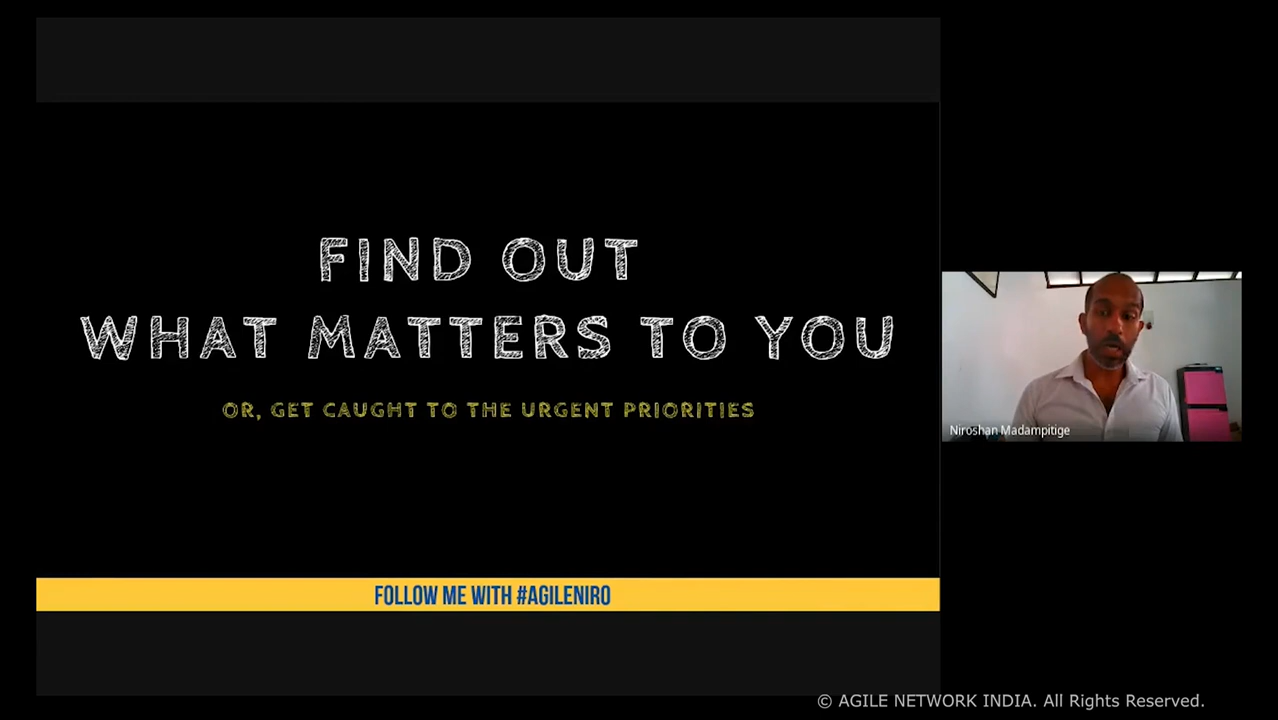 FIND OUT
WHAT MATTERS TO YOU
OR, GET CAUGHT TO THE URGENT PRIORITIES
FOLLOW ME WITH #AGILENIRO
Niroshan Madampitige
© AGILE NETWORK INDIA. All Rights Reserved.